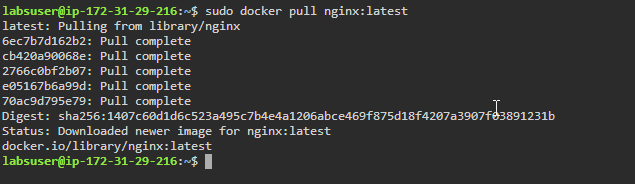 labsuser@ip-172-31-29-216:~$ sudo docker pull nginx:latest
latest: Pulling from library/nginx
6ec7b7d162b2: Pull complete
cb420a90068e: Pull complete
2766c0bf2b07: Pull complete
e05167b6a99d: Pull complete
70ac9d795e79: Pull complete
Digest: sha256:1407c60d1d6c523a495c7b4e4a1206abce469f875d18f4207a3907f03891231b
Status: Downloaded newer image for nginx:latest
docker.io/library/nginx:latest
labsuser@ip-172-31-29-216:~$